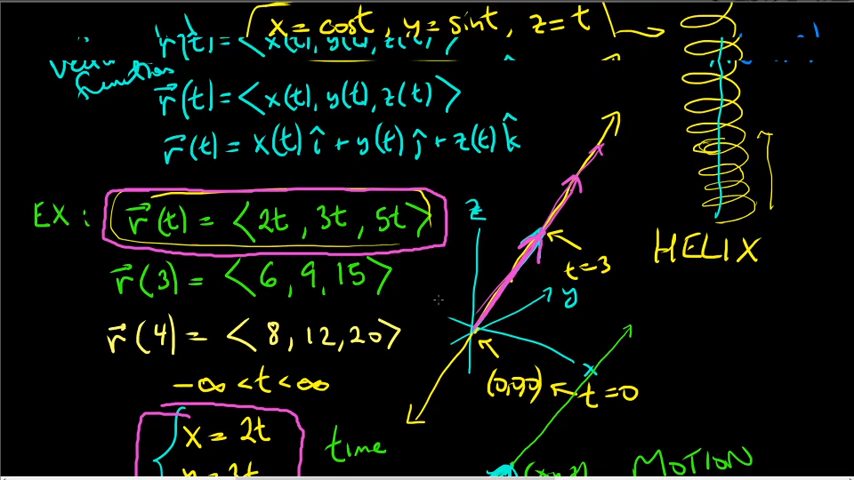 x = cost, y = sint, z = t
r⃗(t) = <x(t), y(t), z(t)>
function
r⃗(t) = <x(t), y(t), z(t)>
r⃗(t) = x(t) î + y(t) ĵ + z(t) k̂
HELIX
EX: r⃗(t) = <2t, 3t, 5t>
z
t=3
y
r⃗(3) = <6, 9, 15>
r⃗(4) = <8, 12, 20>
x
(0,0,0)
t=0
-∞ < t < ∞
x = 2t
time
MOTION